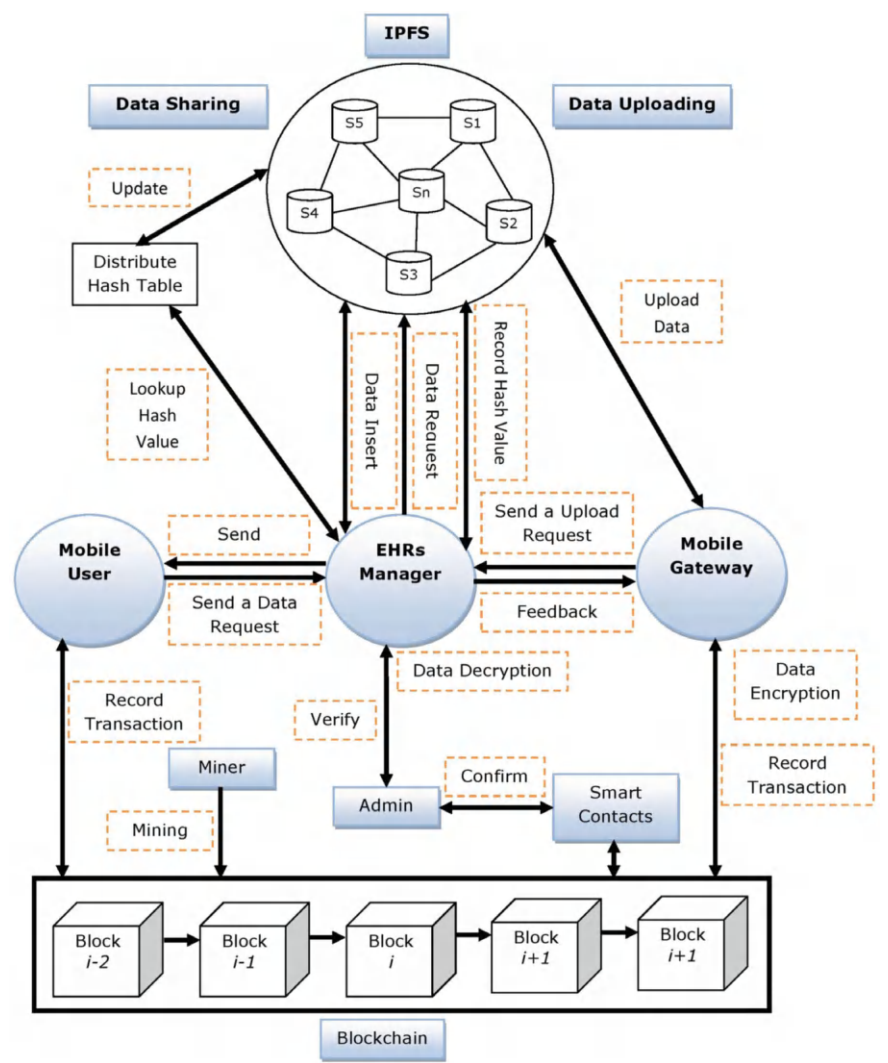 IPFS
Data Sharing
Data Uploading
S5
S1
Sn
S4
S2
S3
Update
Distribute
Hash Table
Upload
Data
Lookup
Hash
Value
Data Insert
Data Request
Record Hash Value
Send
Send a Upload
Request
Mobile
User
EHRs
Manager
Mobile
Gateway
Send a Data
Request
Feedback
Data Decryption
Data
Encryption
Record
Transaction
Verify
Miner
Confirm
Record
Transaction
Admin
Smart
Contacts
Mining
Block
i-2
Block
i-1
Block
i
Block
i+1
Block
i+1
Blockchain